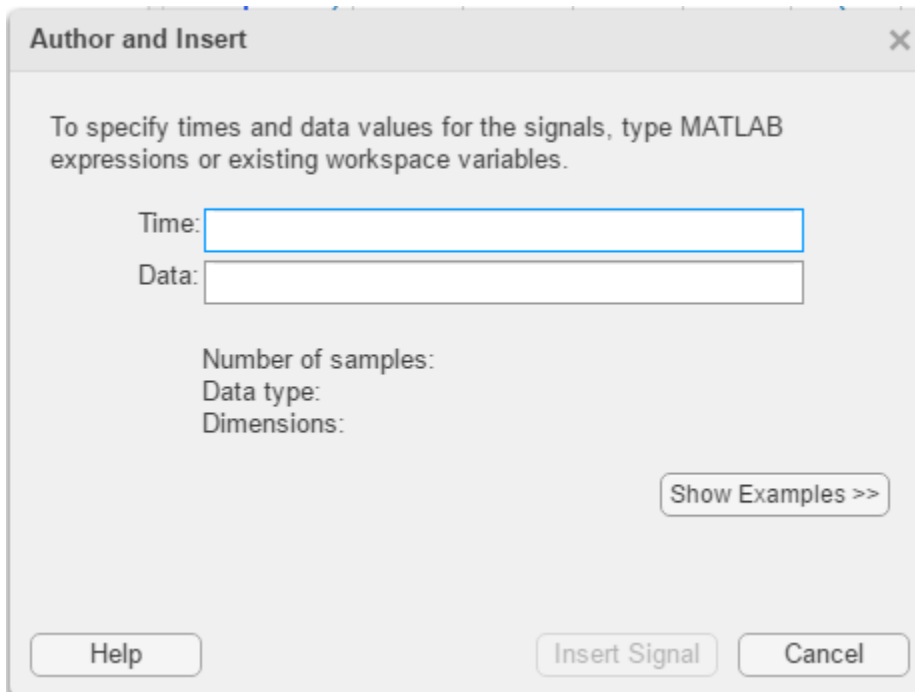 Author and Insert
To specify times and data values for the signals, type MATLAB
expressions or existing workspace variables.
Time:
Data:
Number of samples:
Data type:
Dimensions:
Show Examples >>
Help
Insert Signal
Cancel